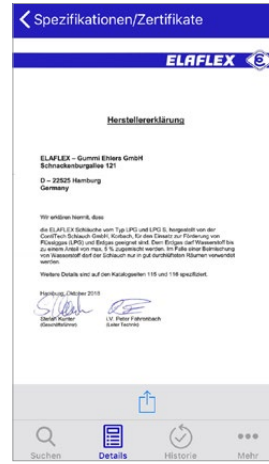 Spezifikationen/Zertifikate
ELAFLEX
Herstellererklärung
ELAFLEX – Gummi Ehlers GmbH
Schnackenburgallee 121
D – 22525 Hamburg
Germany
Wir erklären hiermit, dass
die ELAFLEX Schläuche vom Typ LPG und LPG S, hergestellt von der
ContiTech Schlauch GmbH, Korbach, für den Einsatz zur Förderung von
Flüssiggas (LPG) und Erdgas geeignet sind. Dem Erdgas darf Wasserstoff bis
zu einem Anteil von max. 5 % zugemischt werden. Im Falle einer Beimischung
von Wasserstoff darf der Schlauch nur in gut durchlüfteten Räumen verwendet
werden.
Weitere Details sind auf den Katalogseiten 115 und 116 spezifiziert.
Hamburg, Oktober 2015
Stefan Kunter
i.V. Peter Fahrenbach
(Geschäftsführer)
(Leiter Technik)
Suchen
Details
Historie
Mehr